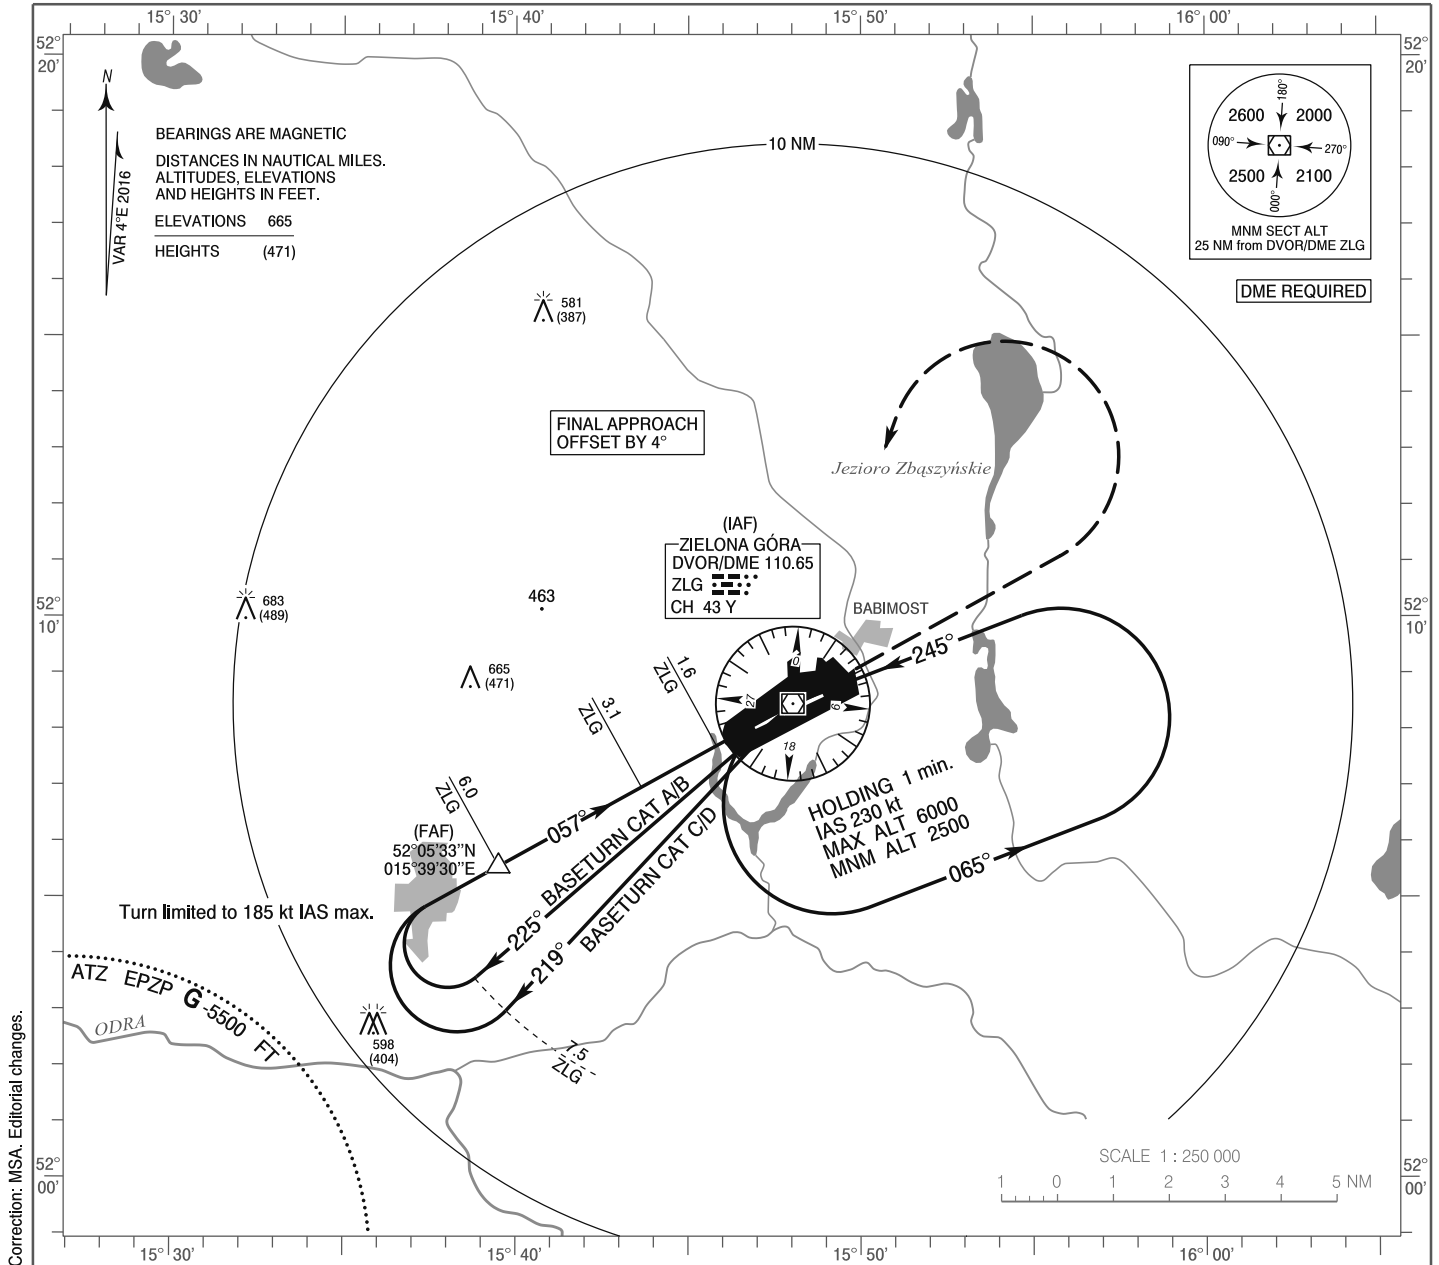 15° 30’
15° 40’
15° 50’
16° 00’
52°
20’
52°
20’
N
VAR 4°E 2016
BEARINGS ARE MAGNETIC
DISTANCES IN NAUTICAL MILES.
ALTITUDES, ELEVATIONS
AND HEIGHTS IN FEET.
ELEVATIONS 665
HEIGHTS (471)
10 NM
180°
2600 2000
090° 270°
2500 2100
000°
MNM SECT ALT
25 NM from DVOR/DME ZLG
DME REQUIRED
581
(387)
FINAL APPROACH
OFFSET BY 4°
Jezioro Zbąszyńskie
(IAF)
ZIELONA GÓRA
DVOR/DME 110.65
ZLG
CH 43 Y
463
683
(489)
665
(471)
52°
10’
52°
10’
BABIMOST
245°
0
27
9
18
1.6
ZLG
3.1
ZLG
6.0
ZLG
(FAF)
52°05’33”N
015°39’30”E
057°
BASETURN CAT A/B
225°
BASETURN CAT C/D
219°
HOLDING 1 min.
IAS 230 kt
MAX ALT 6000
MNM ALT 2500
065°
Turn limited to 185 kt IAS max.
ATZ EPZP G 5500 FT
ODRA
598
(404)
7.5
ZLG
52°
00’
52°
00’
SCALE 1 : 250 000
1 0 1 2 3 4 5 NM
15° 30’
15° 40’
15° 50’
16° 00’
Correction: MSA. Editorial changes.